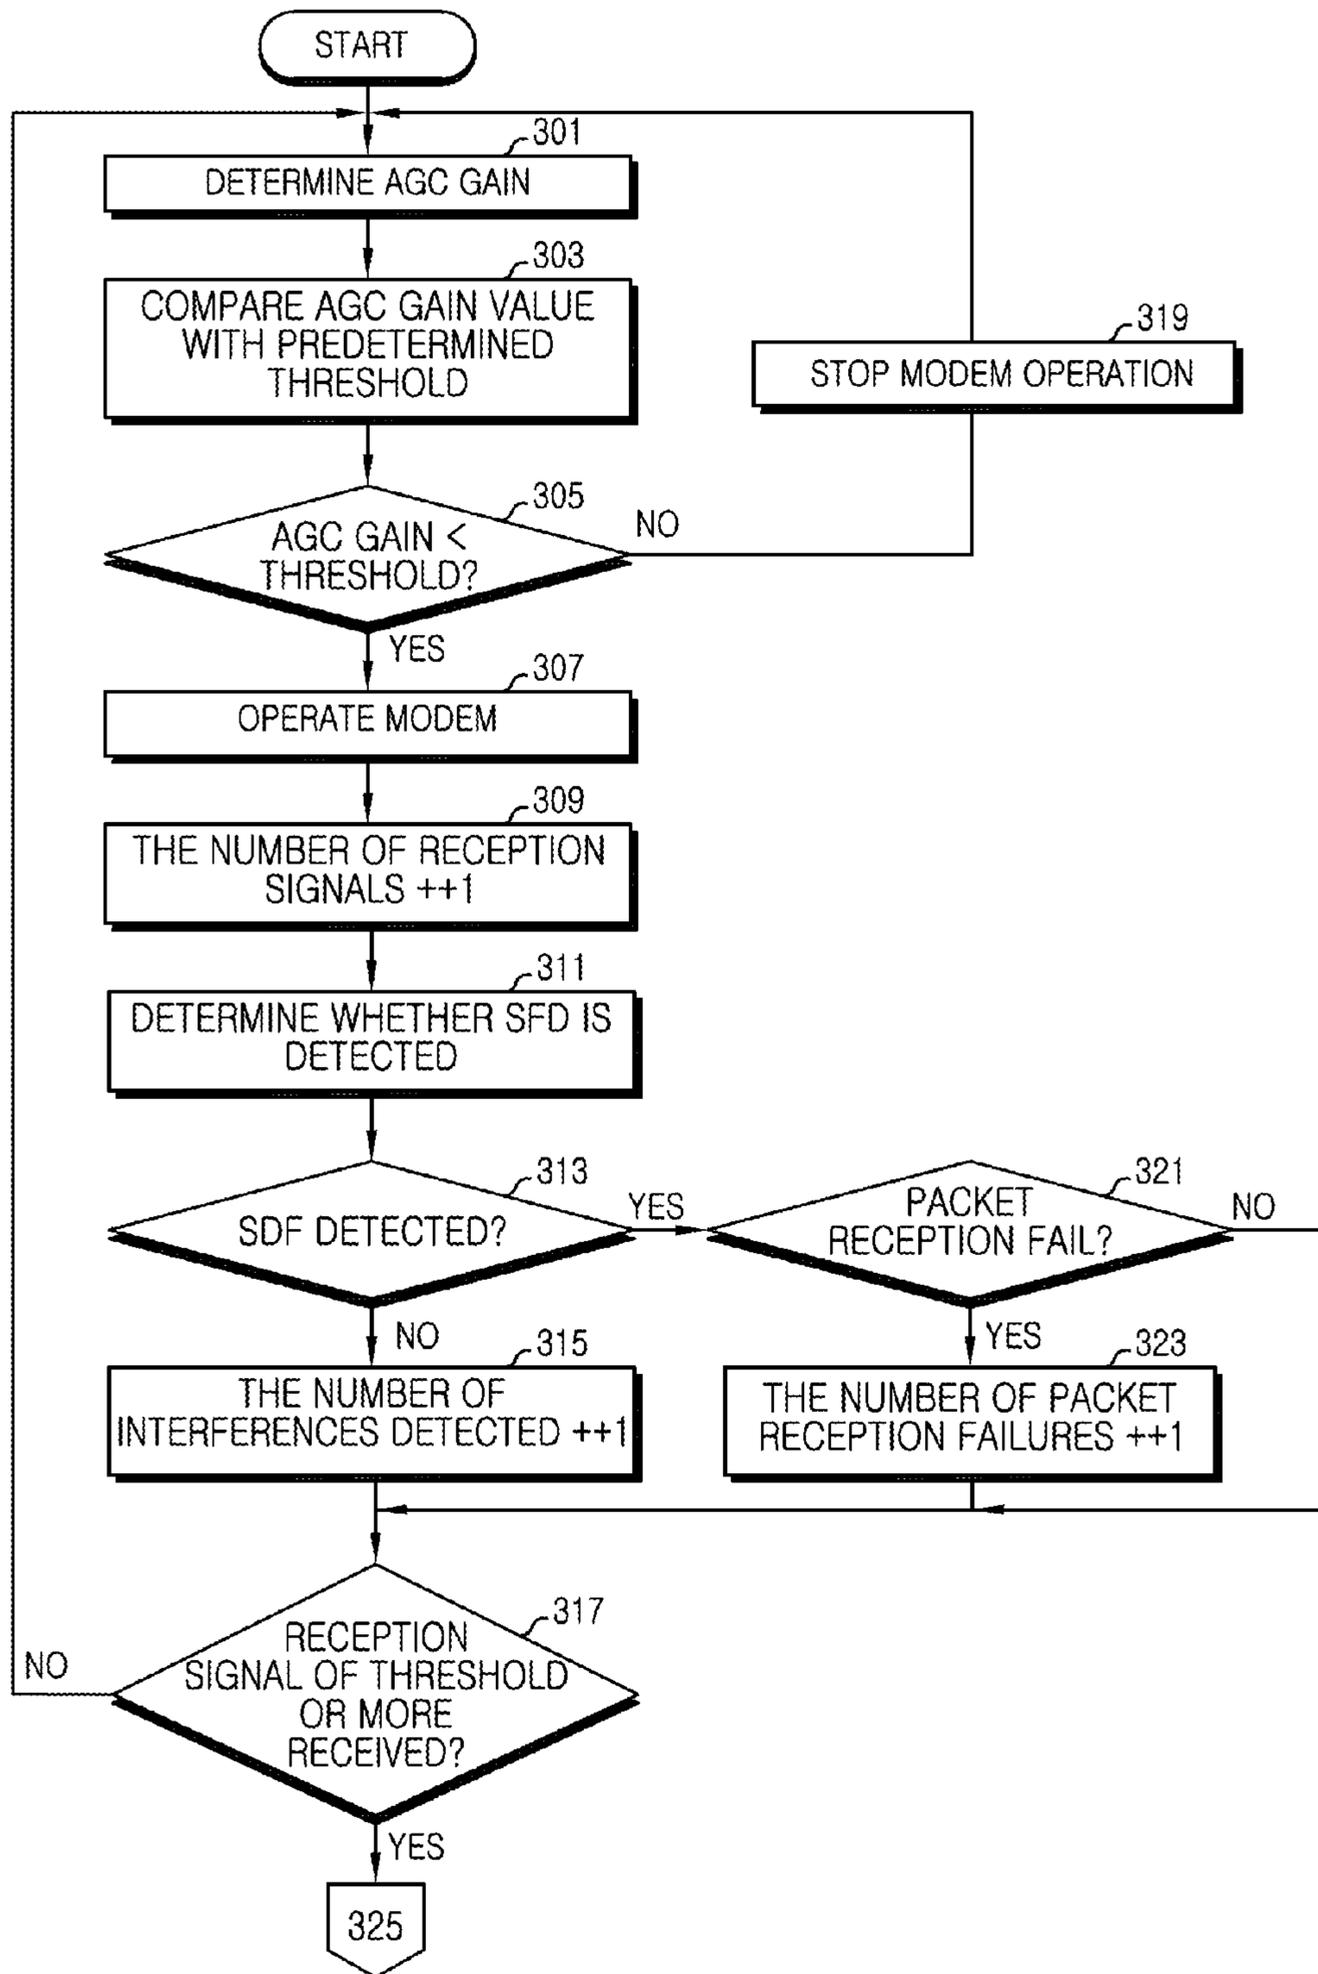 START
301
DETERMINE AGC GAIN
303
COMPARE AGC GAIN VALUE
WITH PREDETERMINED
THRESHOLD
319
STOP MODEM OPERATION
305
AGC GAIN <
THRESHOLD?
NO
YES
307
OPERATE MODEM
309
THE NUMBER OF RECEPTION
SIGNALS ++1
311
DETERMINE WHETHER SFD IS
DETECTED
313
SDF DETECTED?
YES
321
PACKET
RECEPTION FAIL?
NO
NO
YES
315
THE NUMBER OF
INTERFERENCES DETECTED ++1
323
THE NUMBER OF PACKET
RECEPTION FAILURES ++1
317
RECEPTION
SIGNAL OF THRESHOLD
OR MORE
RECEIVED?
NO
YES
325